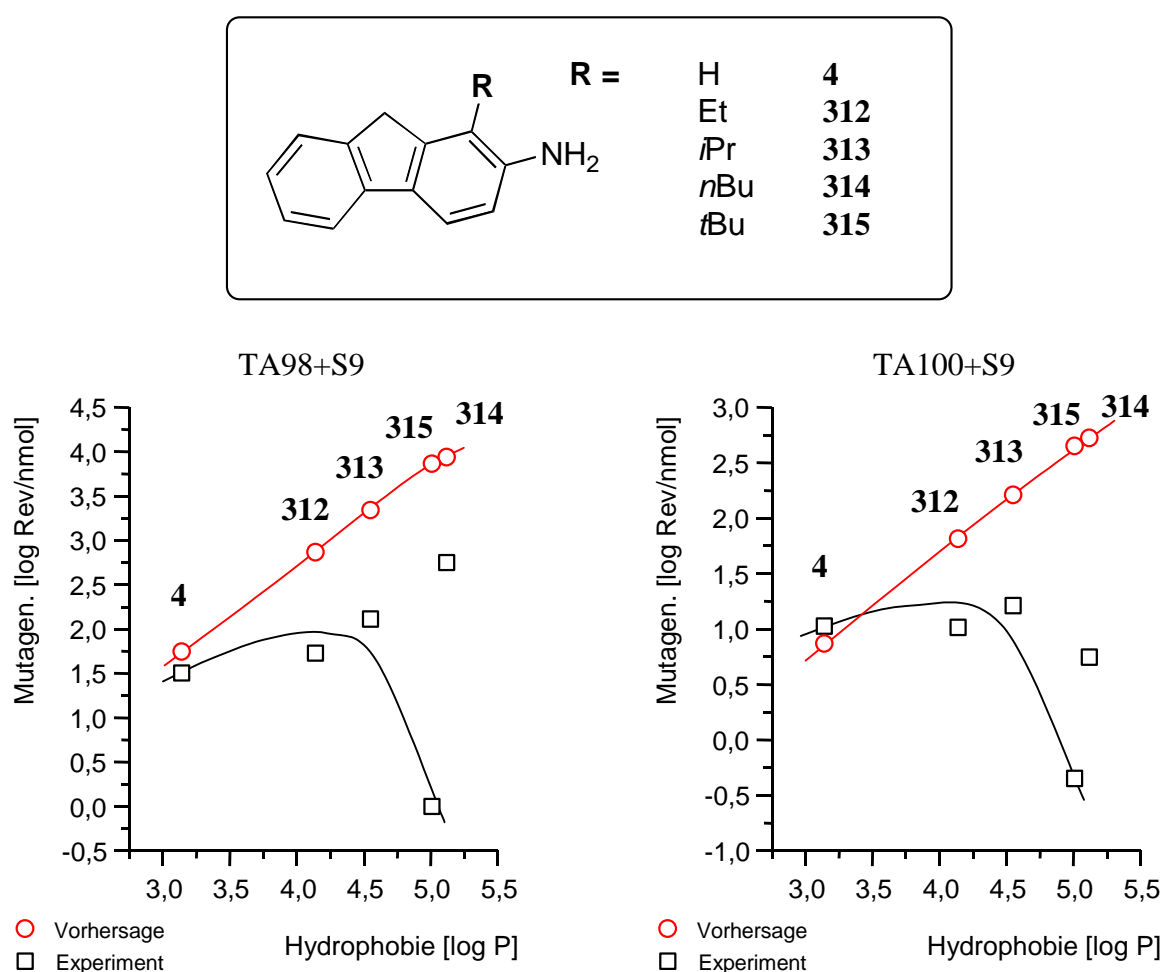 R
NH2
R =
H 4
Et 312
iPr 313
nBu 314
tBu 315
TA98+S9
Mutagen. [log Rev/nmol]
4,5
4,0
3,5
3,0
2,5
2,0
1,5
1,0
0,5
0,0
-0,5
4
312
313
315
314
3,0 3,5 4,0 4,5 5,0 5,5
Vorhersage
Experiment
Hydrophobie [log P]
TA100+S9
Mutagen. [log Rev/nmol]
3,0
2,5
2,0
1,5
1,0
0,5
0,0
-0,5
-1,0
4
312
313
315
314
3,0 3,5 4,0 4,5 5,0 5,5
Vorhersage
Experiment
Hydrophobie [log P]